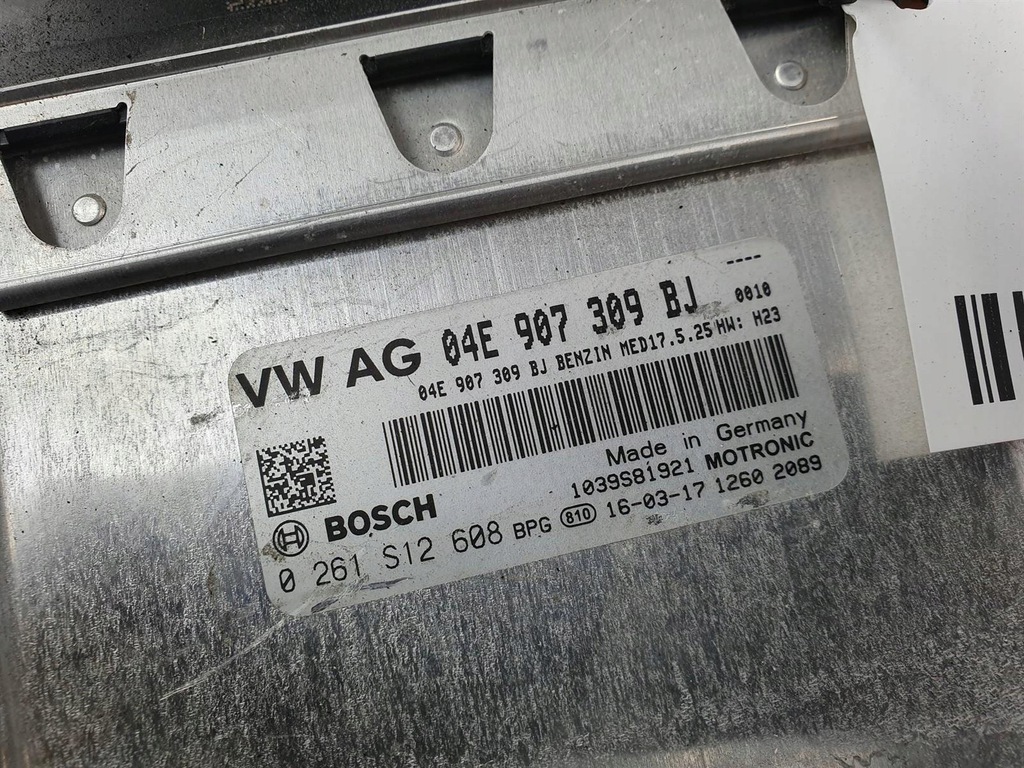 ----
VW AG 04E 907 309 BJ 0010
04E 907 309 BJ BENZIN MED17.5.25 HW: H23
Made in Germany
BOSCH 1039S81921 MOTRONIC
0 261 S12 608 BPG 810 16-03-17 1260 2089